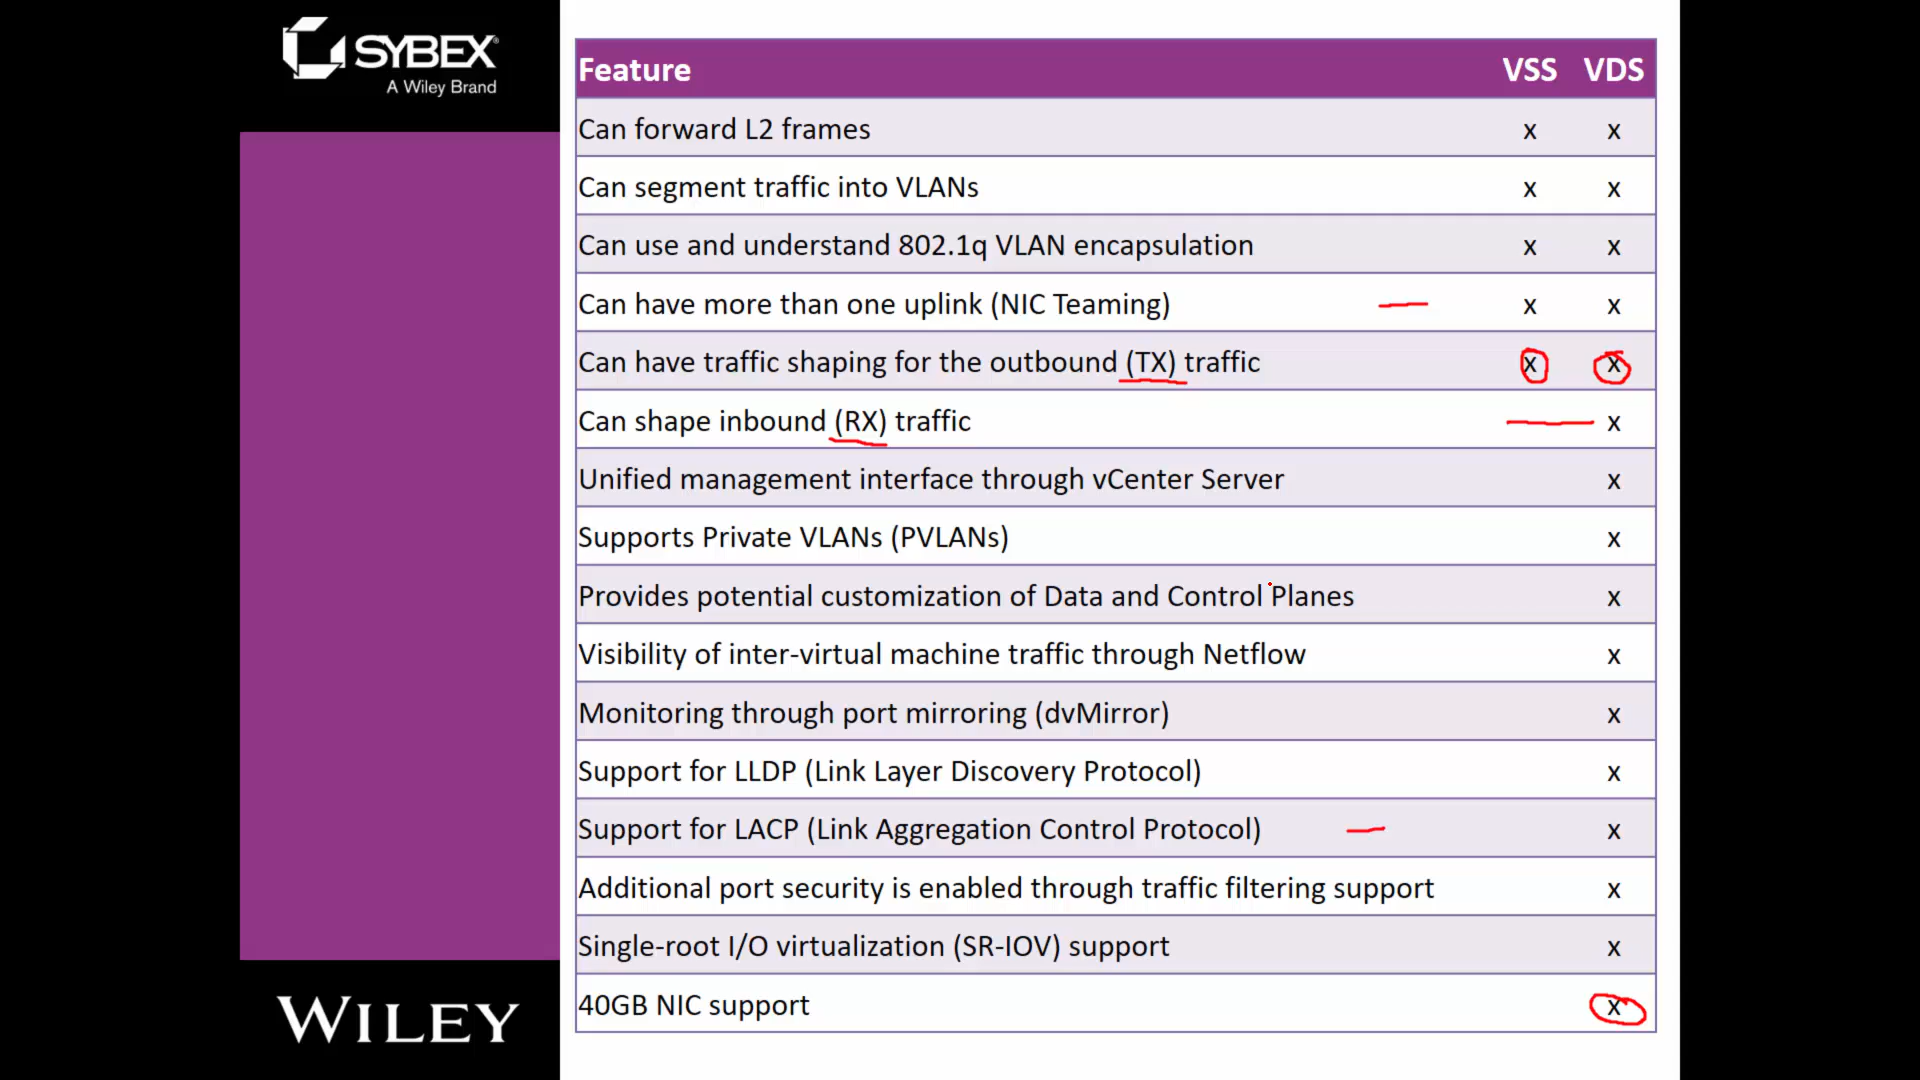 SYBEX®
A Wiley Brand
Feature VSS VDS
Can forward L2 frames x x
Can segment traffic into VLANs x x
Can use and understand 802.1q VLAN encapsulation x x
Can have more than one uplink (NIC Teaming) x x
Can have traffic shaping for the outbound (TX) traffic x x
Can shape inbound (RX) traffic x
Unified management interface through vCenter Server x
Supports Private VLANs (PVLANs) x
Provides potential customization of Data and Control Planes x
Visibility of inter-virtual machine traffic through Netflow x
Monitoring through port mirroring (dvMirror) x
Support for LLDP (Link Layer Discovery Protocol) x
Support for LACP (Link Aggregation Control Protocol) x
Additional port security is enabled through traffic filtering support x
Single-root I/O virtualization (SR-IOV) support x
40GB NIC support x
WILEY